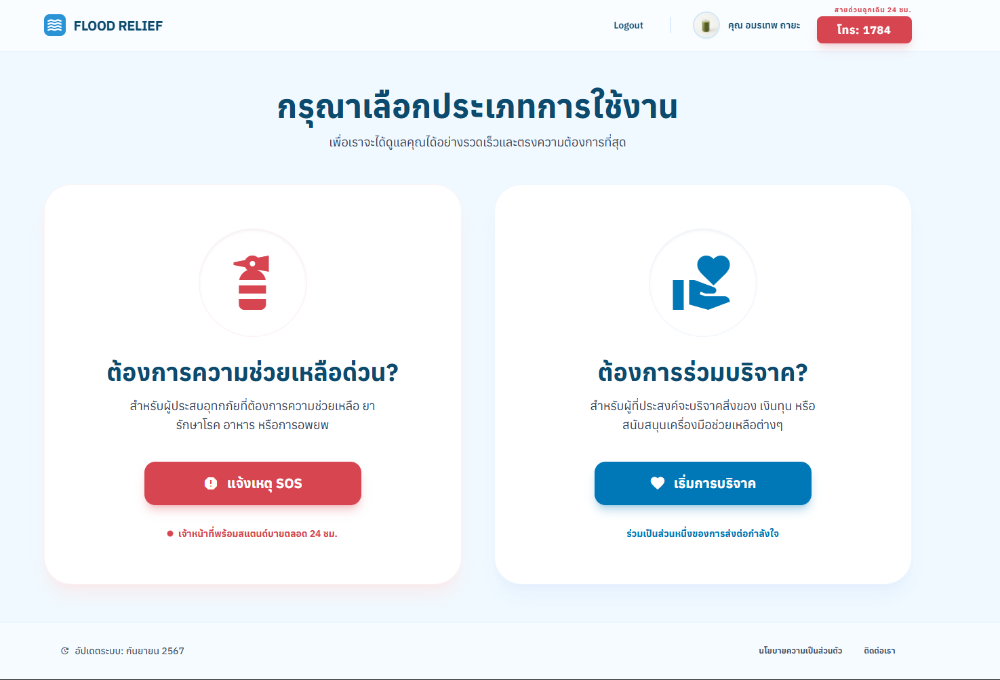 FLOOD RELIEF
Logout
คุณ อมรเทพ ถายะ
สายด่วนฉุกเฉิน 24 ชม.
โทร: 1784
กรุณาเลือกประเภทการใช้งาน
เพื่อเราจะได้ดูแลคุณได้อย่างรวดเร็วและตรงความต้องการที่สุด
ต้องการความช่วยเหลือด่วน?
สำหรับผู้ประสบอุทกภัยที่ต้องการความช่วยเหลือ ยา
รักษาโรค อาหาร หรือการอพยพ
แจ้งเหตุ SOS
เจ้าหน้าที่พร้อมสแตนด์บายตลอด 24 ชม.
ต้องการร่วมบริจาค?
สำหรับผู้ที่ประสงค์จะบริจาคสิ่งของ เงินทุน หรือ
สนับสนุนเครื่องมือช่วยเหลือต่างๆ
เริ่มการบริจาค
ร่วมเป็นส่วนหนึ่งของการส่งต่อกำลังใจ
อัปเดตระบบ: กันยายน 2567
นโยบายความเป็นส่วนตัว
ติดต่อเรา